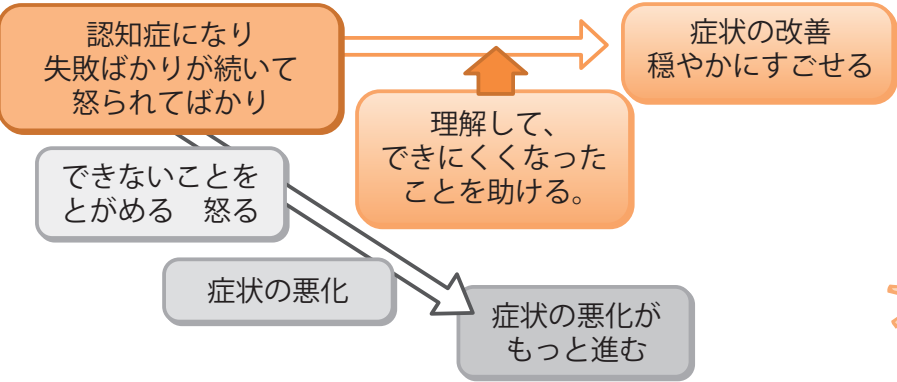 認知症になり
失敗ばかりが続いて
怒られてばかり
症状の改善
穏やかにすごせる
理解して、
できにくくなった
ことを助ける。
できないことを
とがめる　怒る
症状の悪化
症状の悪化が
もっと進む